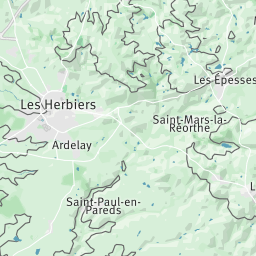 Les Épesses
Les Herbiers
Saint-Mars-la-
Réorthe
Ardelay
L
Saint-Paul-en-
Pareds